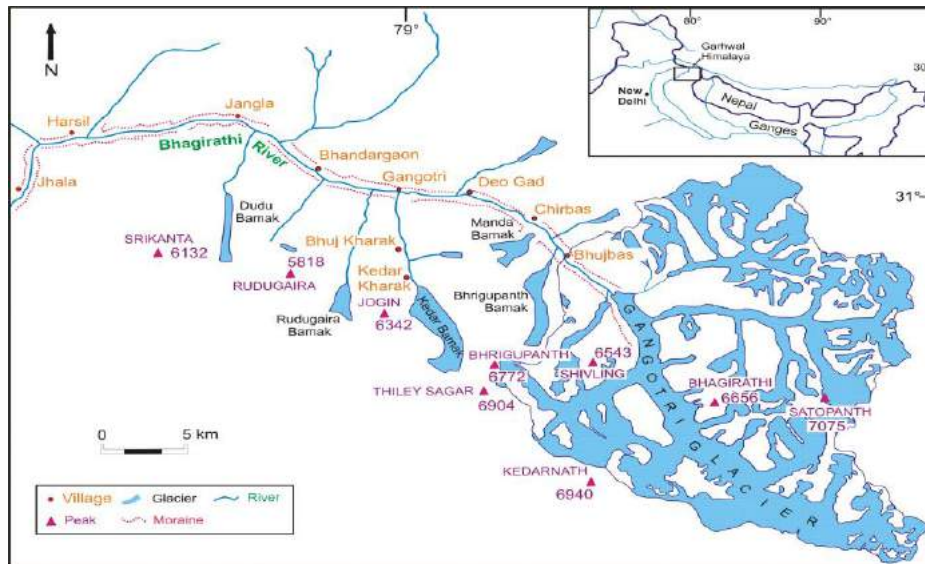 79°
80°
90°
N
Garhwal
Himalaya
30
New
Delhi
Nepal
Ganges
Harsil
Jangla
Bhagirathi
River
Jhala
Bhandargaon
Gangotri
Deo Gad
31°
Dudu
Bamak
Chirbas
Manda
Bamak
SRIKANTA
6132
Bhuj Kharak
Bhujbas
5818
RUDUGAIRA
Kedar
Kharak
JOGIN
6342
Rudugaira
Bamak
Kedar Bamak
Bhrigupanth
Bamak
GANGOTRI GLACIER
BHRIGUPANTH
6772
6543
SHIVLING
THILEY SAGAR
6904
BHAGIRATHI
6656
SATOPANTH
7075
KEDARNATH
6940
0 5 km
Village Glacier River
Peak Moraine